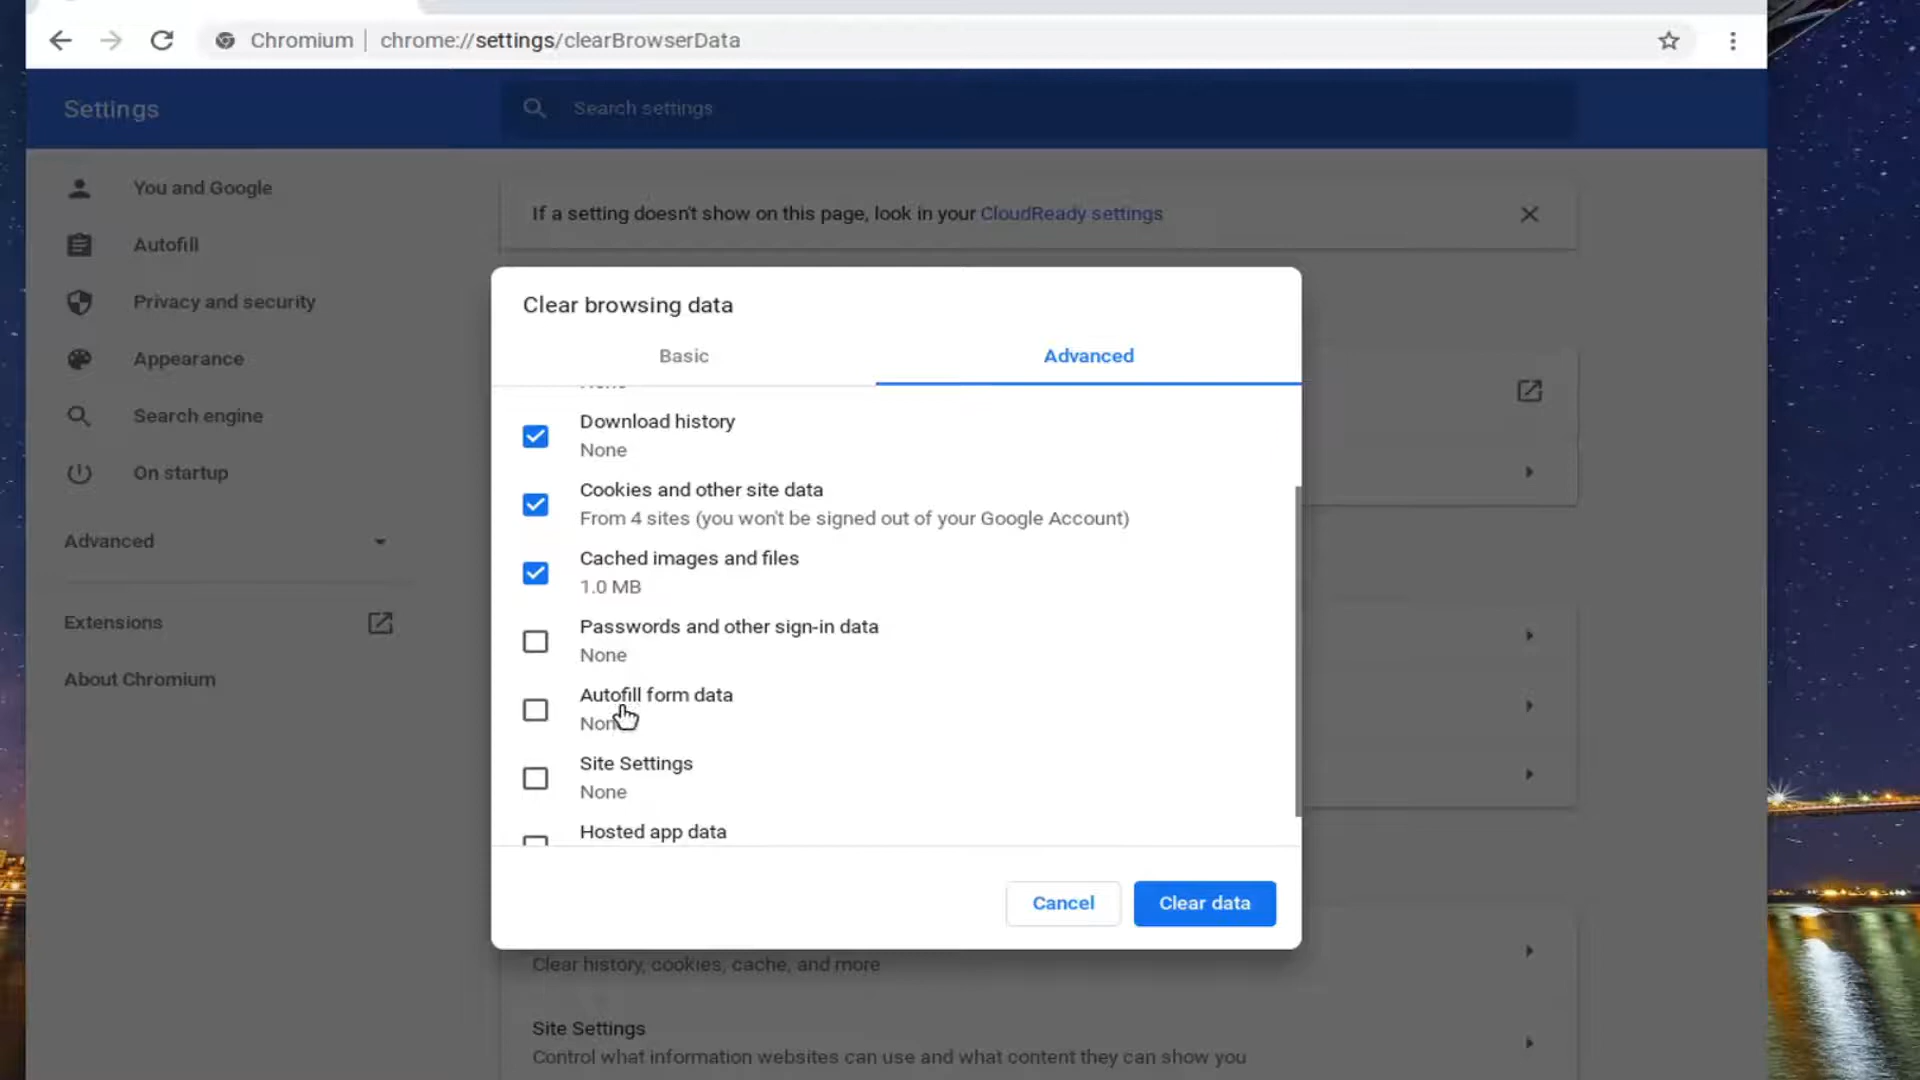 Chromium | chrome://settings/clearBrowserData
Settings
Search settings
You and Google
Autofill
Privacy and security
Appearance
Search engine
On startup
Advanced
Extensions
About Chromium
If a setting doesn't show on this page, look in your CloudReady settings
Clear browsing data
Basic
Advanced
Download history
None
Cookies and other site data
From 4 sites (you won't be signed out of your Google Account)
Cached images and files
1.0 MB
Passwords and other sign-in data
None
Autofill form data
None
Site Settings
None
Hosted app data
Cancel
Clear data
Clear history, cookies, cache, and more
Site Settings
Control what information websites can use and what content they can show you